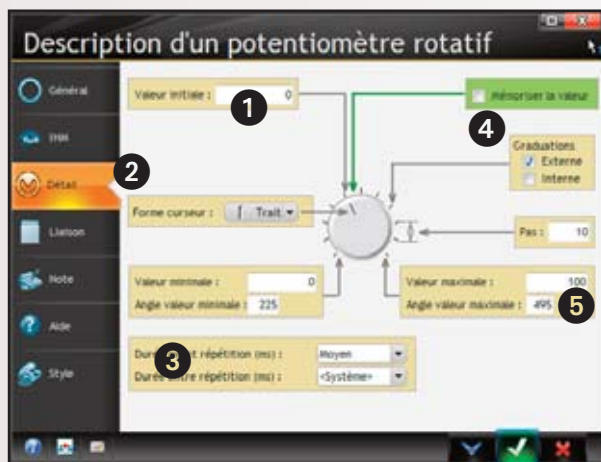 Description d'un potentiomètre rotatif
Général
IHM
Détail
Liaison
Note
Aide
Style
Valeur initiale : 0
1
Mémoriser la valeur
4
Graduations
Externe
Interne
2
Forme curseur : Trait
Pas : 10
Valeur minimale : 0
Angle valeur minimale : 225
Valeur maximale : 100
Angle valeur maximale : 495
5
3
répétition (ms) : Moyen
répétition (ms) : <Système>